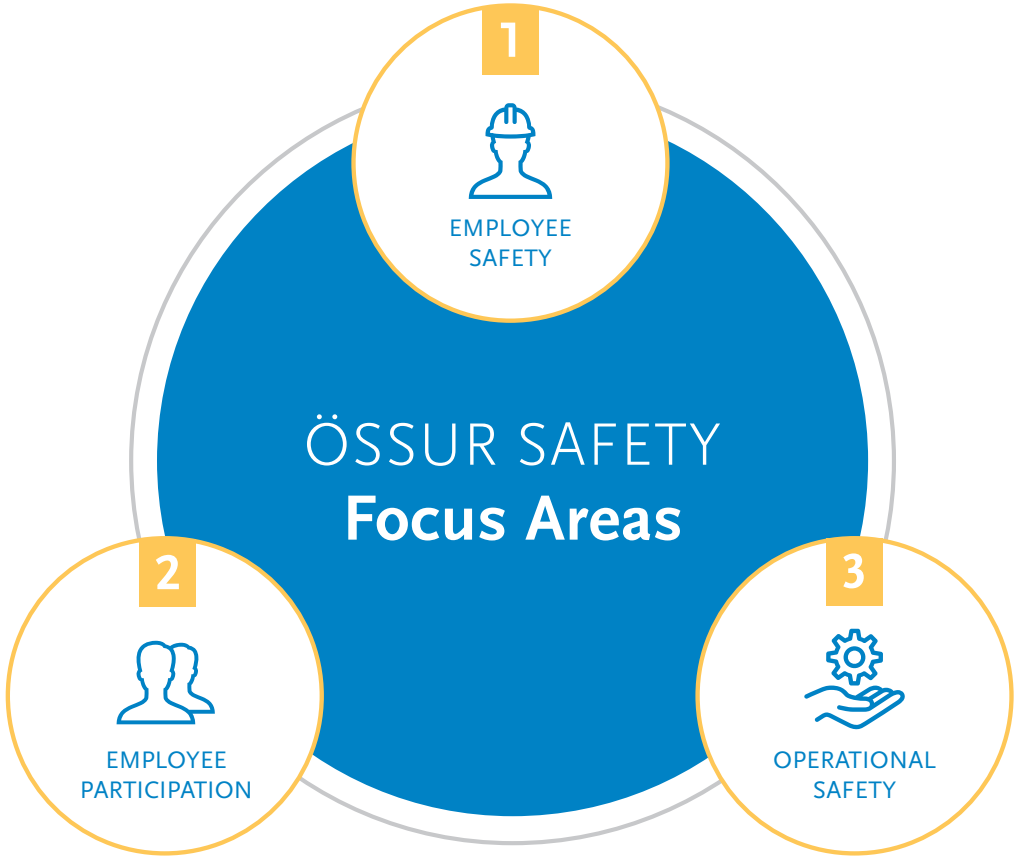 1
EMPLOYEE
SAFETY
ÖSSUR SAFETY
Focus Areas
2
EMPLOYEE
PARTICIPATION
3
OPERATIONAL
SAFETY